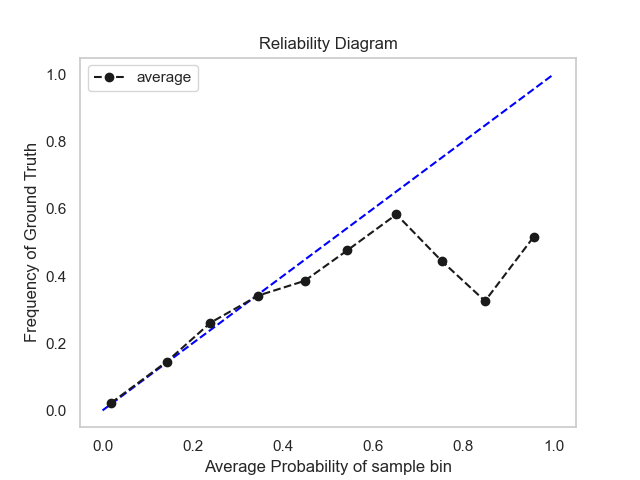 Reliability Diagram
average
Frequency of Ground Truth
1.0
0.8
0.6
0.4
0.2
0.0
0.0 0.2 0.4 0.6 0.8 1.0
Average Probability of sample bin